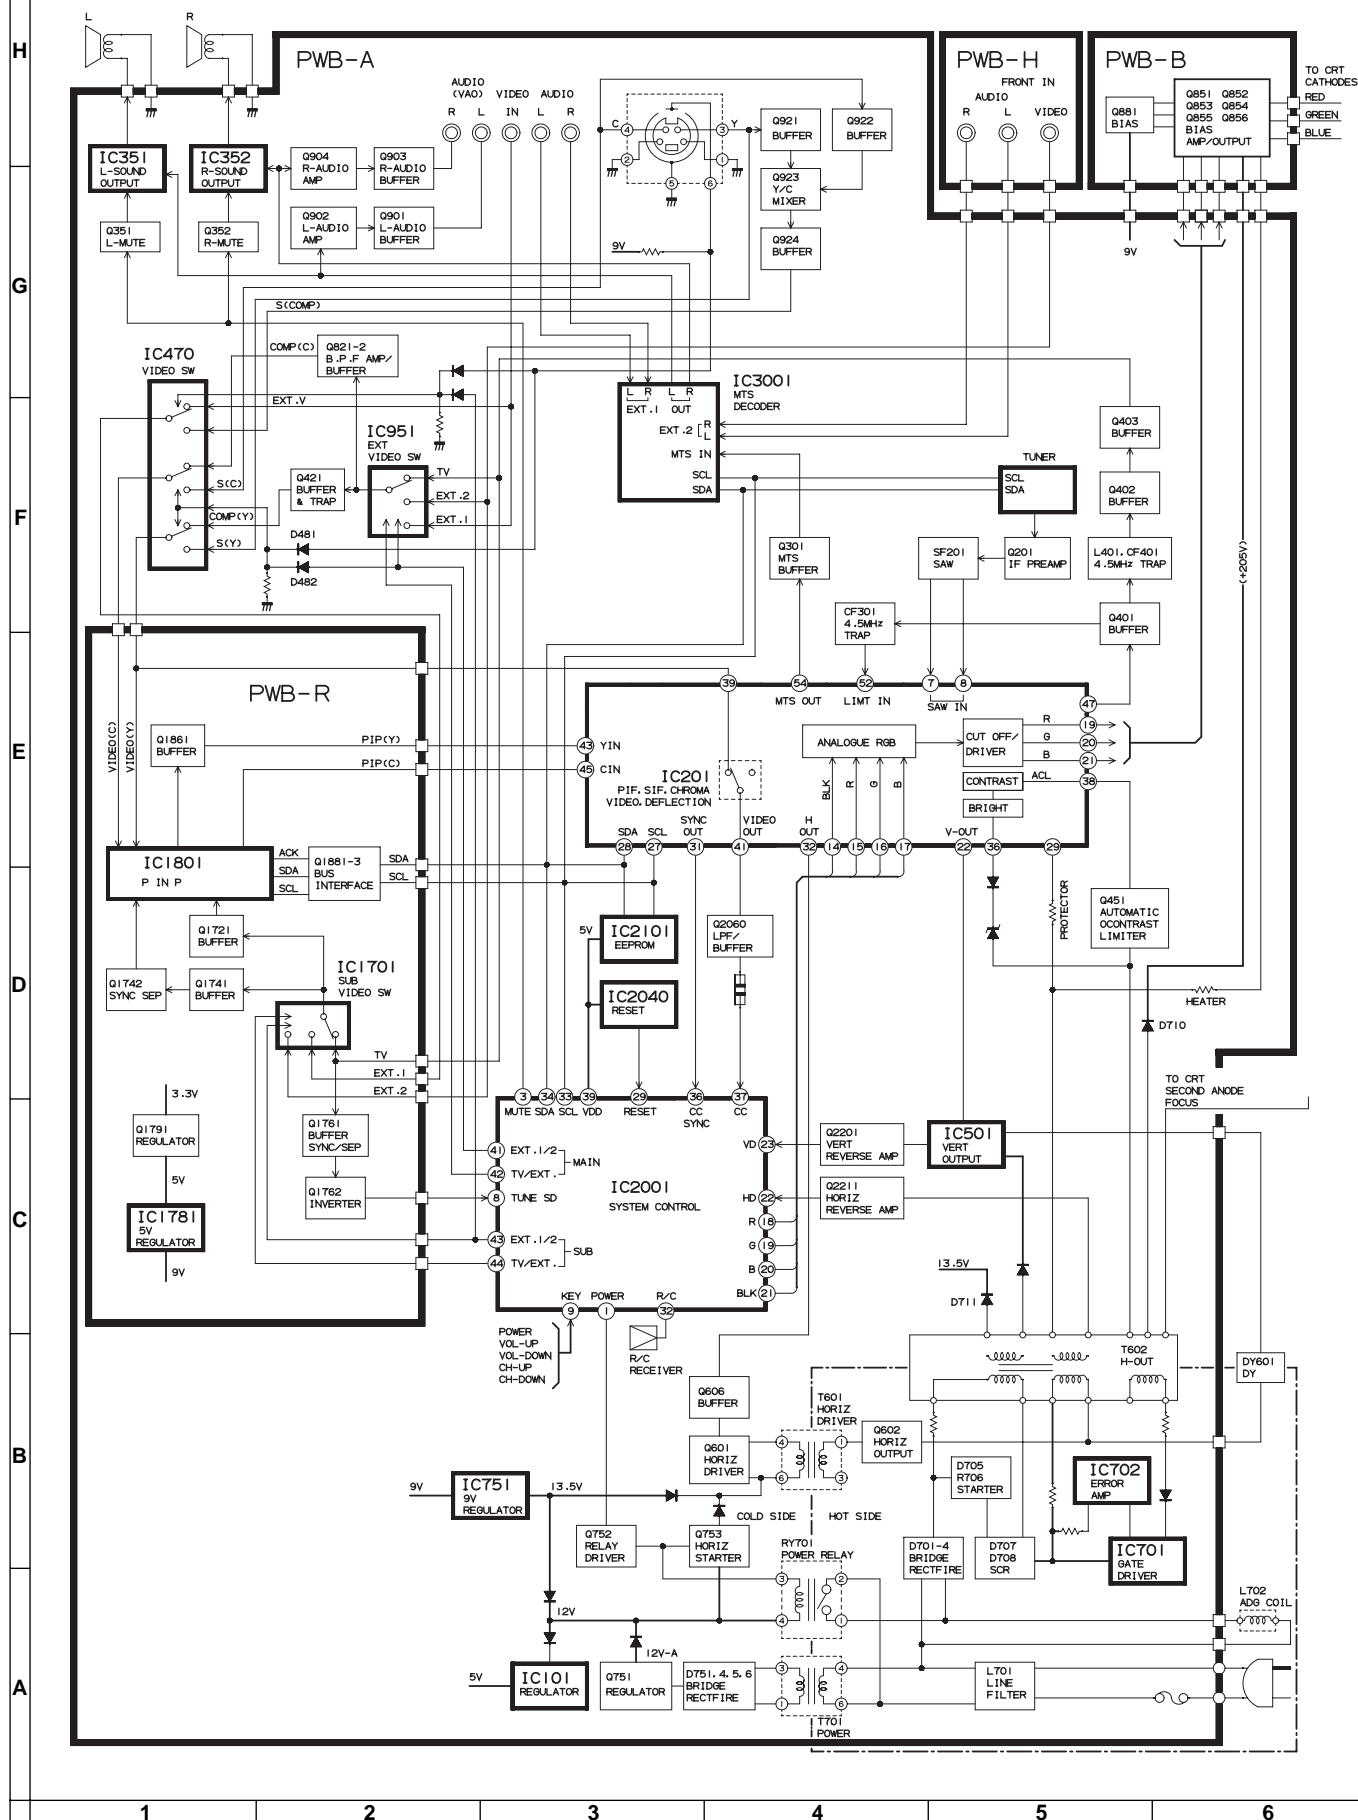 H
G
F
E
D
C
B
A
1
2
3
4
5
6
L
R
PWB-A
PWB-H
PWB-B
FRONT IN
AUDIO
R
L
VIDEO
TO CRT
CATHODES
RED
GREEN
BLUE
Q881
BIAS
Q851 Q852
Q853 Q854
Q855 Q856
BIAS
AMP/OUTPUT
AUDIO
(VAO)
VIDEO
AUDIO
R
L
IN
L
R
C
4
3
Y
2
1
5
6
Q921
BUFFER
Q922
BUFFER
Q923
Y/C
MIXER
Q924
BUFFER
IC351
L-SOUND
OUTPUT
IC352
R-SOUND
OUTPUT
Q904
R-AUDIO
AMP
Q903
R-AUDIO
BUFFER
Q902
L-AUDIO
AMP
Q901
L-AUDIO
BUFFER
Q351
L-MUTE
Q352
R-MUTE
9V
9V
S(COMP)
IC470
VIDEO SW
COMP(C)
Q821-2
B.P.F AMP/
BUFFER
EXT.V
IC951
EXT
VIDEO SW
TV
EXT.2
EXT.1
Q421
BUFFER
& TRAP
S(C)
COMP(Y)
S(Y)
D481
D482
IC3001
MTS
DECODER
L R
L R
EXT.1
OUT
EXT.2
R
L
MTS IN
SCL
SDA
TUNER
SCL
SDA
Q403
BUFFER
Q402
BUFFER
L401, CF401
4.5MHz TRAP
Q401
BUFFER
(+205V)
Q301
MTS
BUFFER
SF201
SAW
Q201
IF PREAMP
CF301
4.5MHz
TRAP
PWB-R
VIDEO(C)
VIDEO(Y)
Q1861
BUFFER
PIP(Y)
PIP(C)
39
54
52
7
8
47
MTS OUT
LIMT IN
SAW IN
43
YIN
45
CIN
IC201
PIF, SIF, CHROMA
VIDEO, DEFLECTION
ANALOGUE RGB
BLK
R
G
B
CUT OFF/
DRIVER
R
19
G
20
B
21
CONTRAST
ACL
38
BRIGHT
SDA
SCL
SYNC
OUT
VIDEO
OUT
H
OUT
V-OUT
28
27
31
41
32
14
15
16
17
22
36
29
IC1801
P IN P
ACK
SDA
SCL
Q1881-3
BUS
INTERFACE
SDA
SCL
Q1721
BUFFER
Q1742
SYNC SEP
Q1741
BUFFER
IC1701
SUB
VIDEO SW
TV
EXT.1
EXT.2
5V
IC2101
EEPROM
IC2040
RESET
Q2060
LPF/
BUFFER
PROTECTOR
Q451
AUTOMATIC
OCONTRAST
LIMITER
HEATER
D710
TO CRT
SECOND ANODE
FOCUS
3.3V
Q1791
REGULATOR
5V
IC1781
5V
REGULATOR
9V
Q1761
BUFFER
SYNC/SEP
Q1762
INVERTER
3
34
33
39
29
36
37
MUTE
SDA
SCL
VDD
RESET
CC
SYNC
CC
41
EXT.1/2
42
TV/EXT.
MAIN
8
TUNE SD
IC2001
SYSTEM CONTROL
43
EXT.1/2
44
TV/EXT.
SUB
VD
23
HD
22
R
18
G
19
B
20
BLK
21
KEY
POWER
R/C
9
1
32
Q2201
VERT
REVERSE AMP
Q2211
HORIZ
REVERSE AMP
IC501
VERT
OUTPUT
13.5V
D711
POWER
VOL-UP
VOL-DOWN
CH-UP
CH-DOWN
R/C
RECEIVER
T602
H-OUT
DY601
DY
Q606
BUFFER
Q601
HORIZ
DRIVER
T601
HORIZ
DRIVER
4
1
6
3
Q602
HORIZ
OUTPUT
D705
R706
STARTER
IC702
ERROR
AMP
9V
IC751
9V
REGULATOR
13.5V
COLD SIDE
HOT SIDE
Q752
RELAY
DRIVER
Q753
HORIZ
STARTER
RY701
POWER RELAY
3
2
4
1
D701-4
BRIDGE
RECTFIRE
D707
D708
SCR
IC701
GATE
DRIVER
12V
12V-A
L702
ADG COIL
5V
IC101
REGULATOR
Q751
REGULATOR
D751,4,5,6
BRIDGE
RECTFIRE
3
4
1
6
T701
POWER
L701
LINE
FILTER